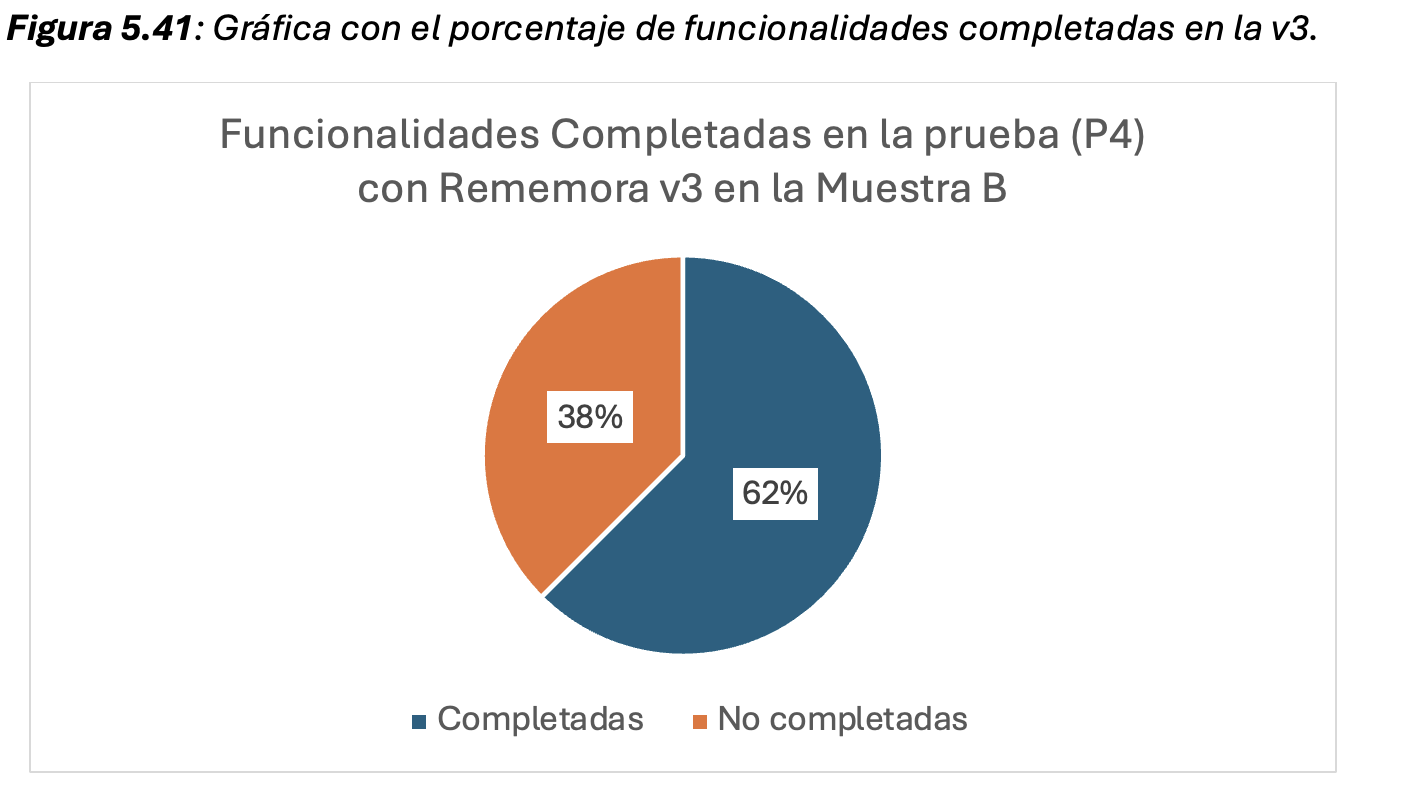 Figura 5.41: Gráfica con el porcentaje de funcionalidades completadas en la v3.
Funcionalidades Completadas en la prueba (P4)
con Rememora v3 en la Muestra B
38%
62%
Completadas
No completadas